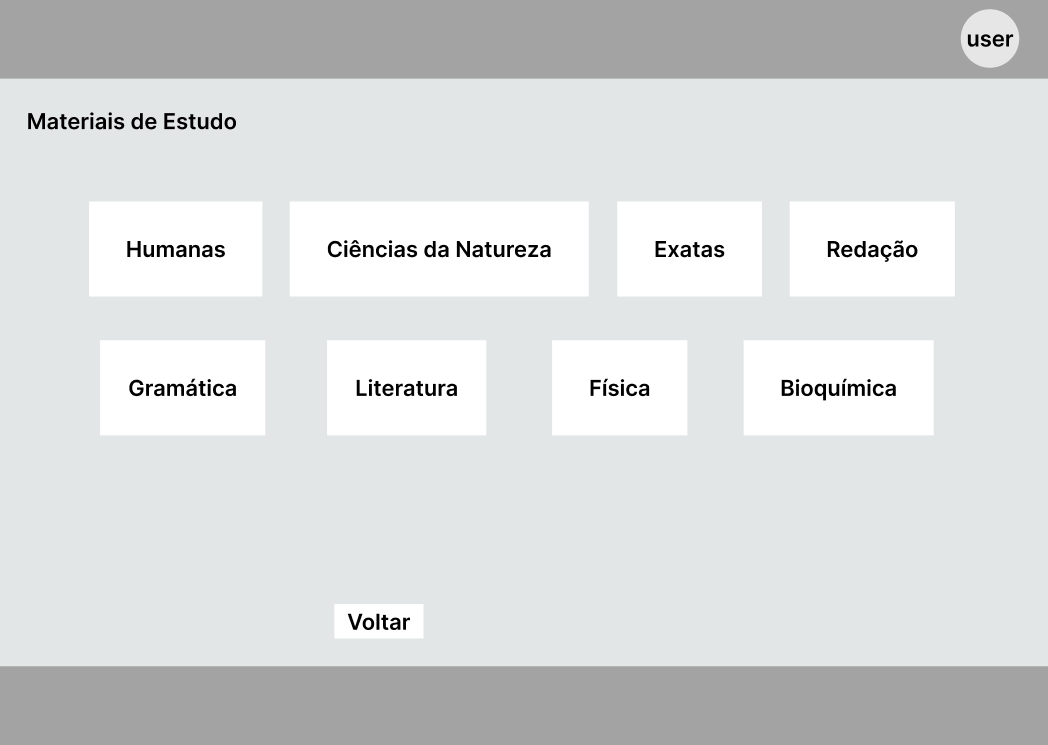 user
Materiais de Estudo
Humanas
Ciências da Natureza
Exatas
Redação
Gramática
Literatura
Física
Bioquímica
Voltar